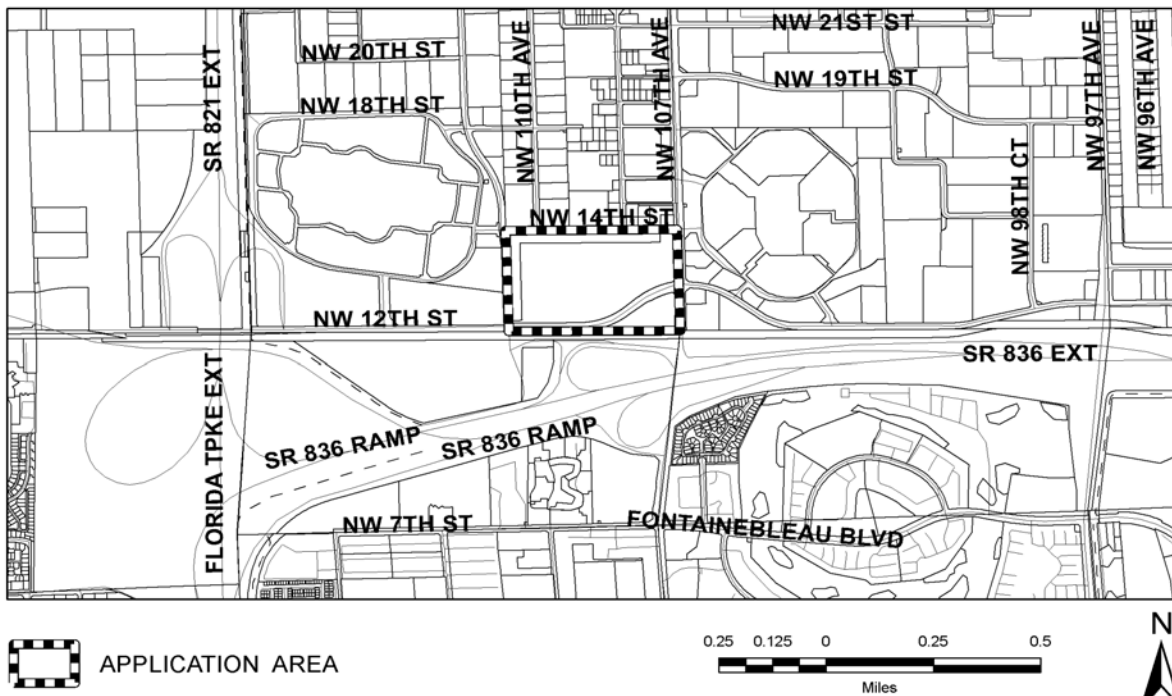 NW 21ST ST
NW 20TH ST
NW 19TH ST
NW 18TH ST
SR 821 EXT
NW 110TH AVE
NW 107TH AVE
NW 97TH AVE
NW 96TH AVE
NW 98TH CT
NW 14TH ST
NW 12TH ST
SR 836 EXT
FLORIDA TPKE EXT
SR 836 RAMP
SR 836 RAMP
NW 7TH ST
FONTAINEBLEAU BLVD
APPLICATION AREA
0.25 0.125 0 0.25 0.5
Miles
N